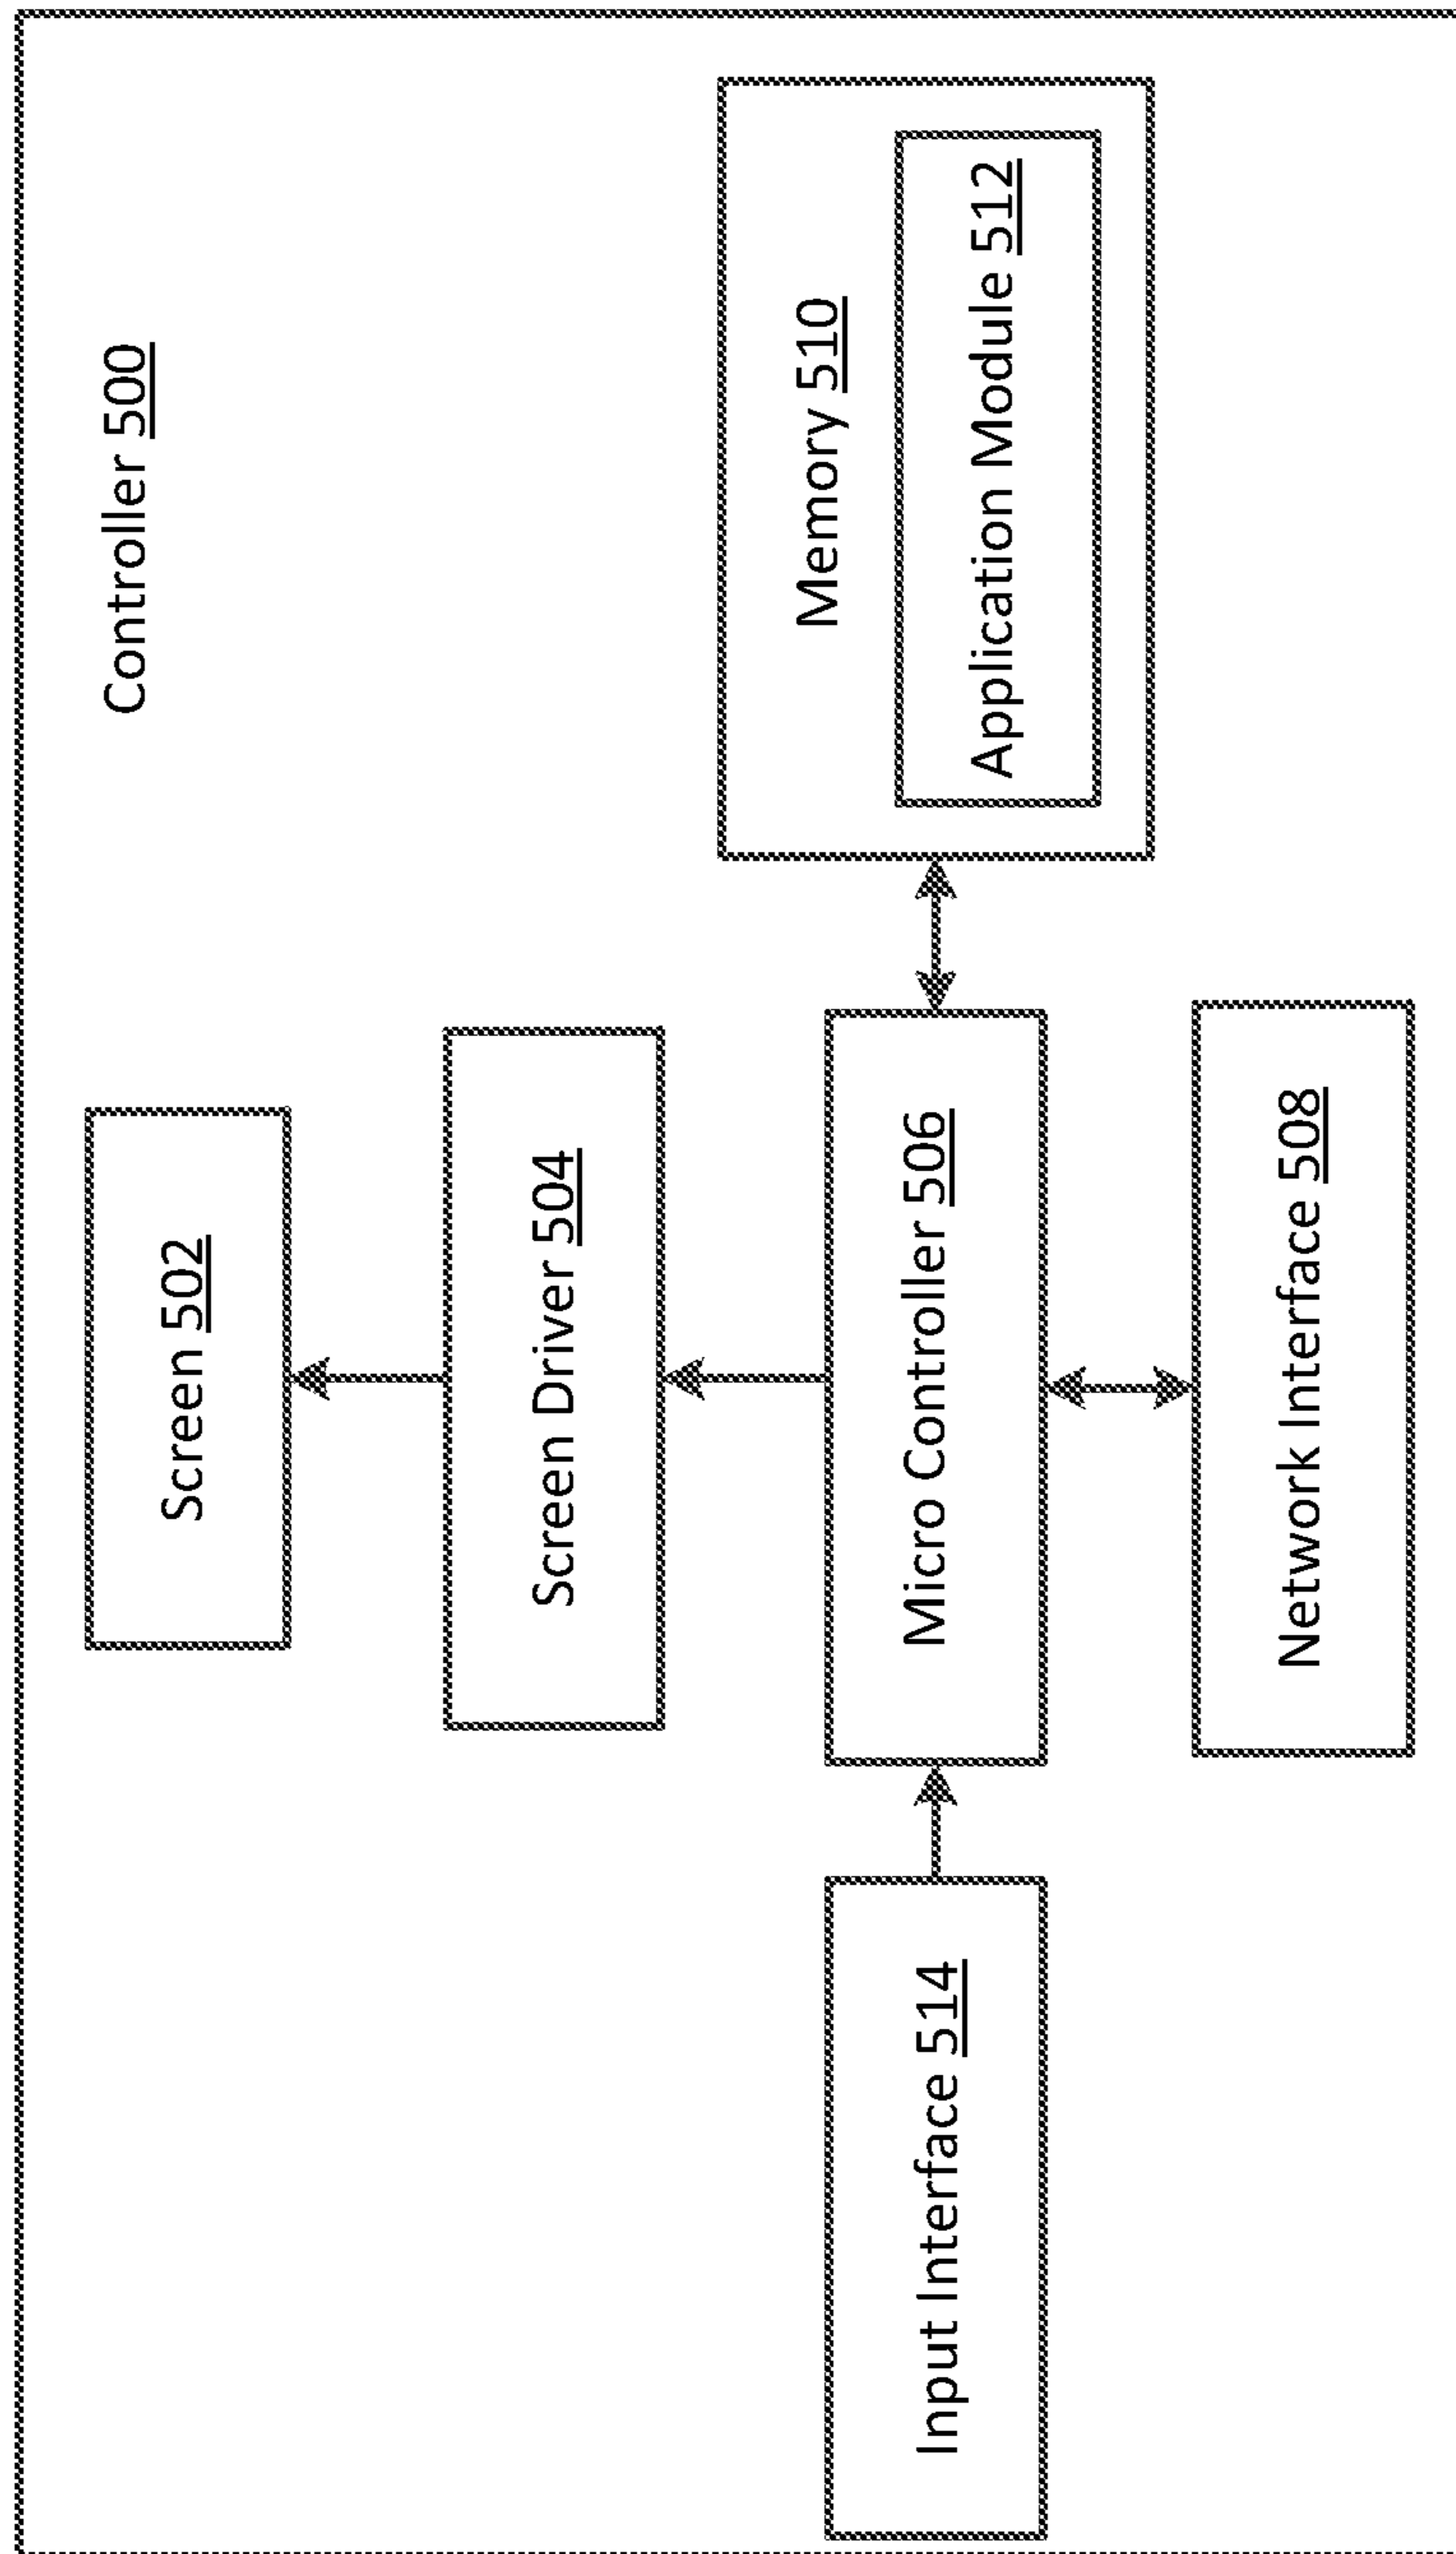 Controller 500
Screen 502
Screen Driver 504
Input Interface 514
Micro Controller 506
Memory 510
Application Module 512
Network Interface 508